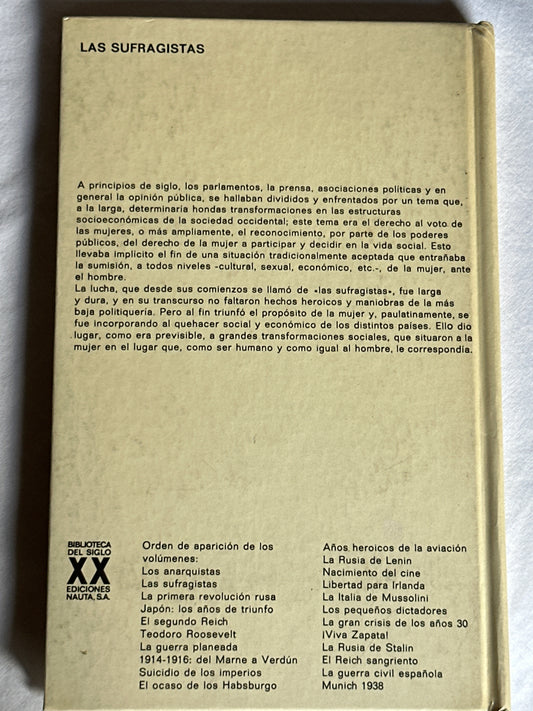 LAS SUFRAGISTAS
A principios de siglo, los parlamentos, la prensa, asociaciones politicas y en
general la opinión pública, se hallaban divididos y enfrentados por un tema que,
a la larga, determinaria hondas transformaciones en las estructuras
socioeconómicas de la sociedad occidental; este tema era el derecho al voto de
las mujeres, o más ampliamente, el reconocimiento, por parte de los poderes
públicos, del derecho de la mujer a participar y decidir en la vida social. Esto
llevaba implicito el fin de una situación tradicionalmente aceptada que entrañaba
la sumisión, a todos niveles -cultural, sexual, económico, etc.-, de la mujer, ante
el hombre.
La lucha, que desde sus comienzos se llamó de «las sufragistas», fue larga
y dura, y en su transcurso no faltaron hechos heroicos y maniobras de la más
baja politiqueria. Pero al fin triunfó el propósito de la mujer y, paulatinamente, se
fue incorporando al quehacer social y económico de los distintos países. Ello dio
lugar, como era previsible, a grandes transformaciones sociales, que situaron a la
mujer en el lugar que, como ser humano y como igual al hombre, le correspondia.
BIBLIOTECA
DEL SIGLO
XX
EDICIONES
NAUTA, S.A.
Orden de aparición de los
volúmenes:
Los anarquistas
Las sufragistas
La primera revolución rusa
Japón: los años de triunfo
El segundo Reich
Teodoro Roosevelt
La guerra planeada
1914-1916: del Marne a Verdún
Suicidio de los imperios
El ocaso de los Habsburgo
Años heroicos de la aviación
La Rusia de Lenin
Nacimiento del cine
Libertad para Irlanda
La Italia de Mussolini
Los pequeños dictadores
La gran crisis de los años 30
¡Viva Zapata!
La Rusia de Stalin
El Reich sangriento
La guerra civil española
Munich 1938